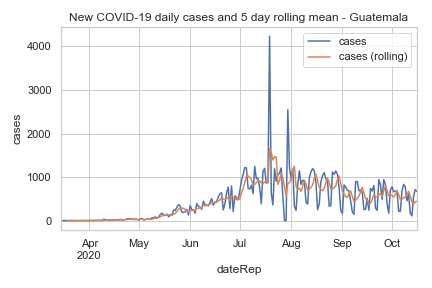 New COVID-19 daily cases and 5 day rolling mean - Guatemala
cases
cases (rolling)
4000
3000
2000
1000
0
cases
Apr
2020
May
Jun
Jul
Aug
Sep
Oct
dateRep